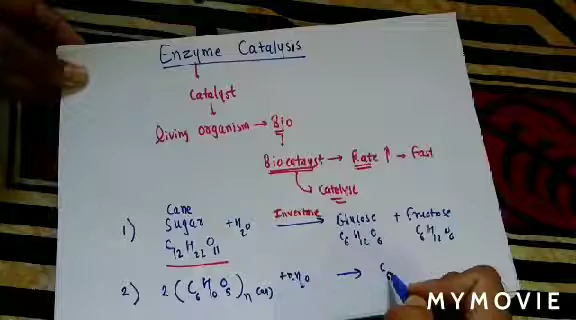 Enzyme Catalysis
Catalyst
living organism → Bio
Biocatalyst → Rate ↑ → Fast
Catalyse
Cane
1) Sugar + H2O Invertase → Glucose + Fructose
C12H22O11 C6H12O6 C6H12O6
2) 2(C6H10O5)n (aq) + nH2O → C6
MYMOVIE